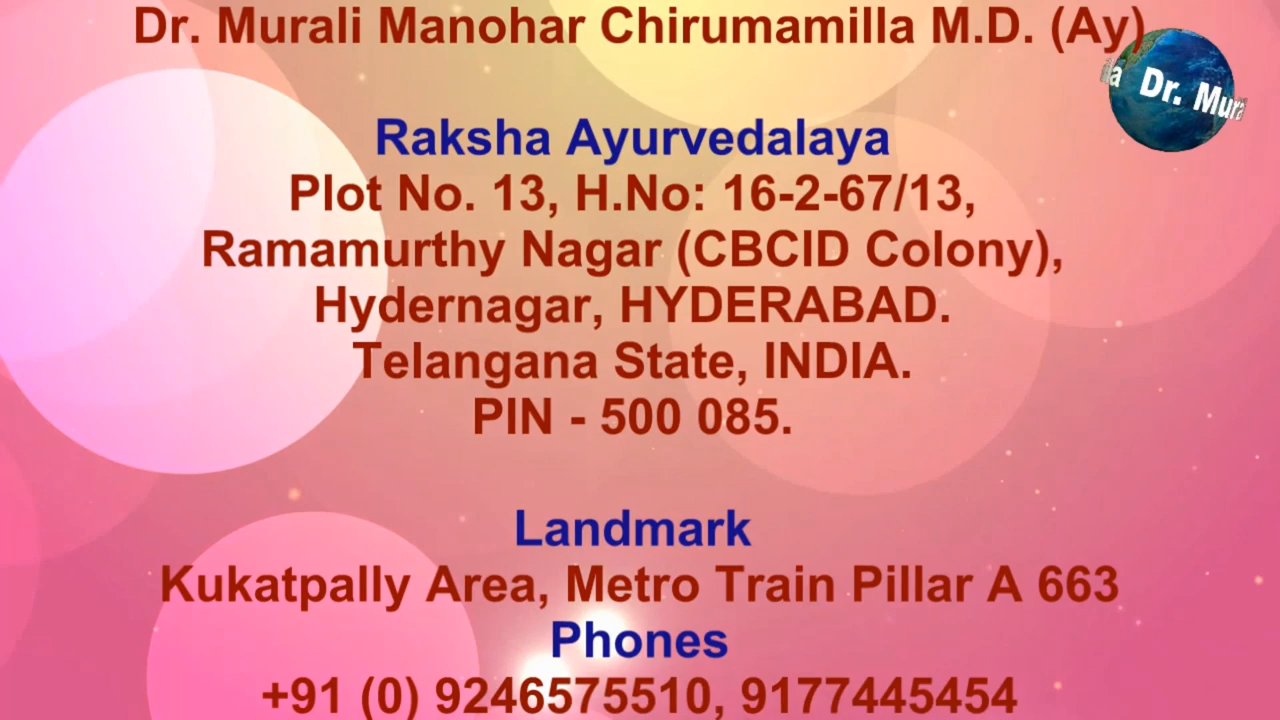 Dr. Murali Manohar Chirumamilla M.D. (Ay)
Dr.
Raksha Ayurvedalaya
Plot No. 13, H.No: 16-2-67/13,
Ramamurthy Nagar (CBCID Colony),
Hydernagar, HYDERABAD.
Telangana State, INDIA.
PIN - 500 085.
Landmark
Kukatpally Area, Metro Train Pillar A 663
Phones
+91 (0) 9246575510, 9177445454